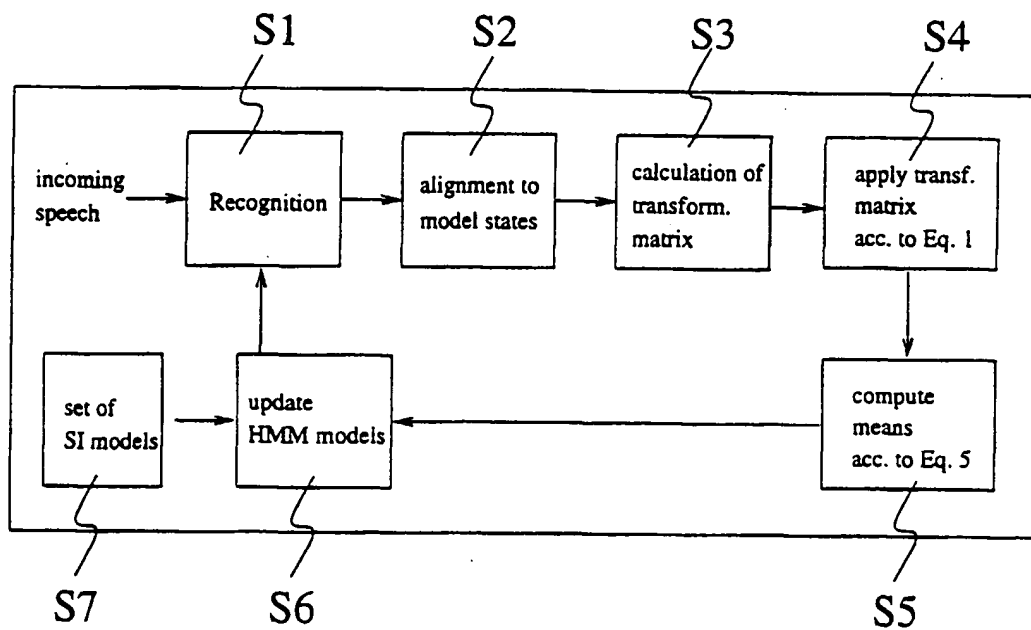 S1
S2
S3
S4
incoming
speech
Recognition
alignment to
model states
calculation of
transform.
matrix
apply transf.
matrix
acc. to Eq. 1
set of
SI models
update
HMM models
compute
means
acc. to Eq. 5
S7
S6
S5